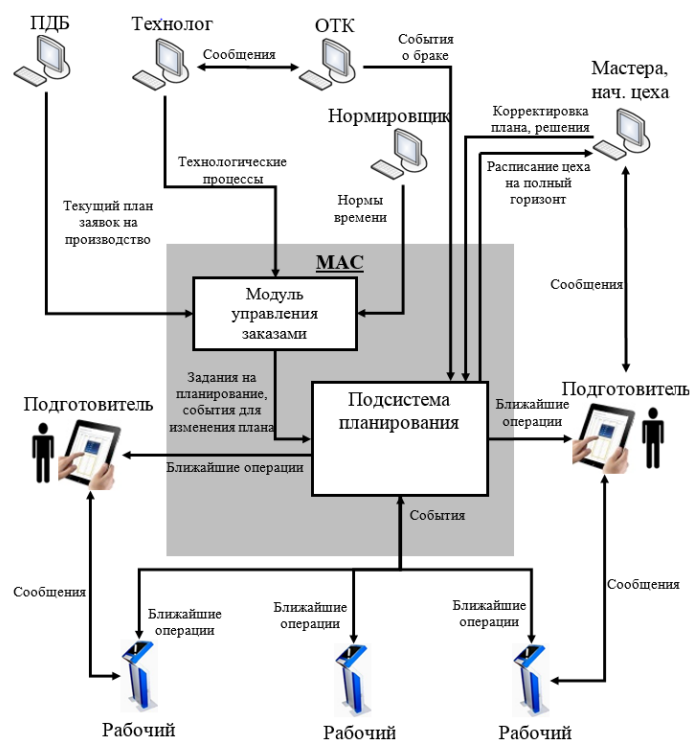 ПДБ
Технолог
ОТК
Сообщения
События
о браке
Мастера,
нач. цеха
Нормировщик
Корректировка
плана, решения
Технологические
процессы
Расписание цеха
на полный
горизонт
Нормы
времени
Текущий план
заявок на
производство
МАС
Сообщения
Модуль
управления
заказами
Задания на
планирование,
события для
изменения плана
Подсистема
планирования
Подготовитель
Подготовитель
Ближайшие
операции
Ближайшие операции
События
Сообщения
Сообщения
Ближайшие
операции
Ближайшие
операции
Ближайшие
операции
Рабочий
Рабочий
Рабочий